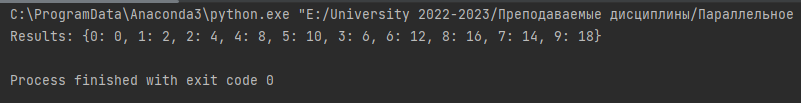 C:\ProgramData\Anaconda3\python.exe "E:/University 2022-2023/Преподаваемые дисциплины/Параллельное
Results: {0: 0, 1: 2, 2: 4, 4: 8, 5: 10, 3: 6, 6: 12, 8: 16, 7: 14, 9: 18}
Process finished with exit code 0